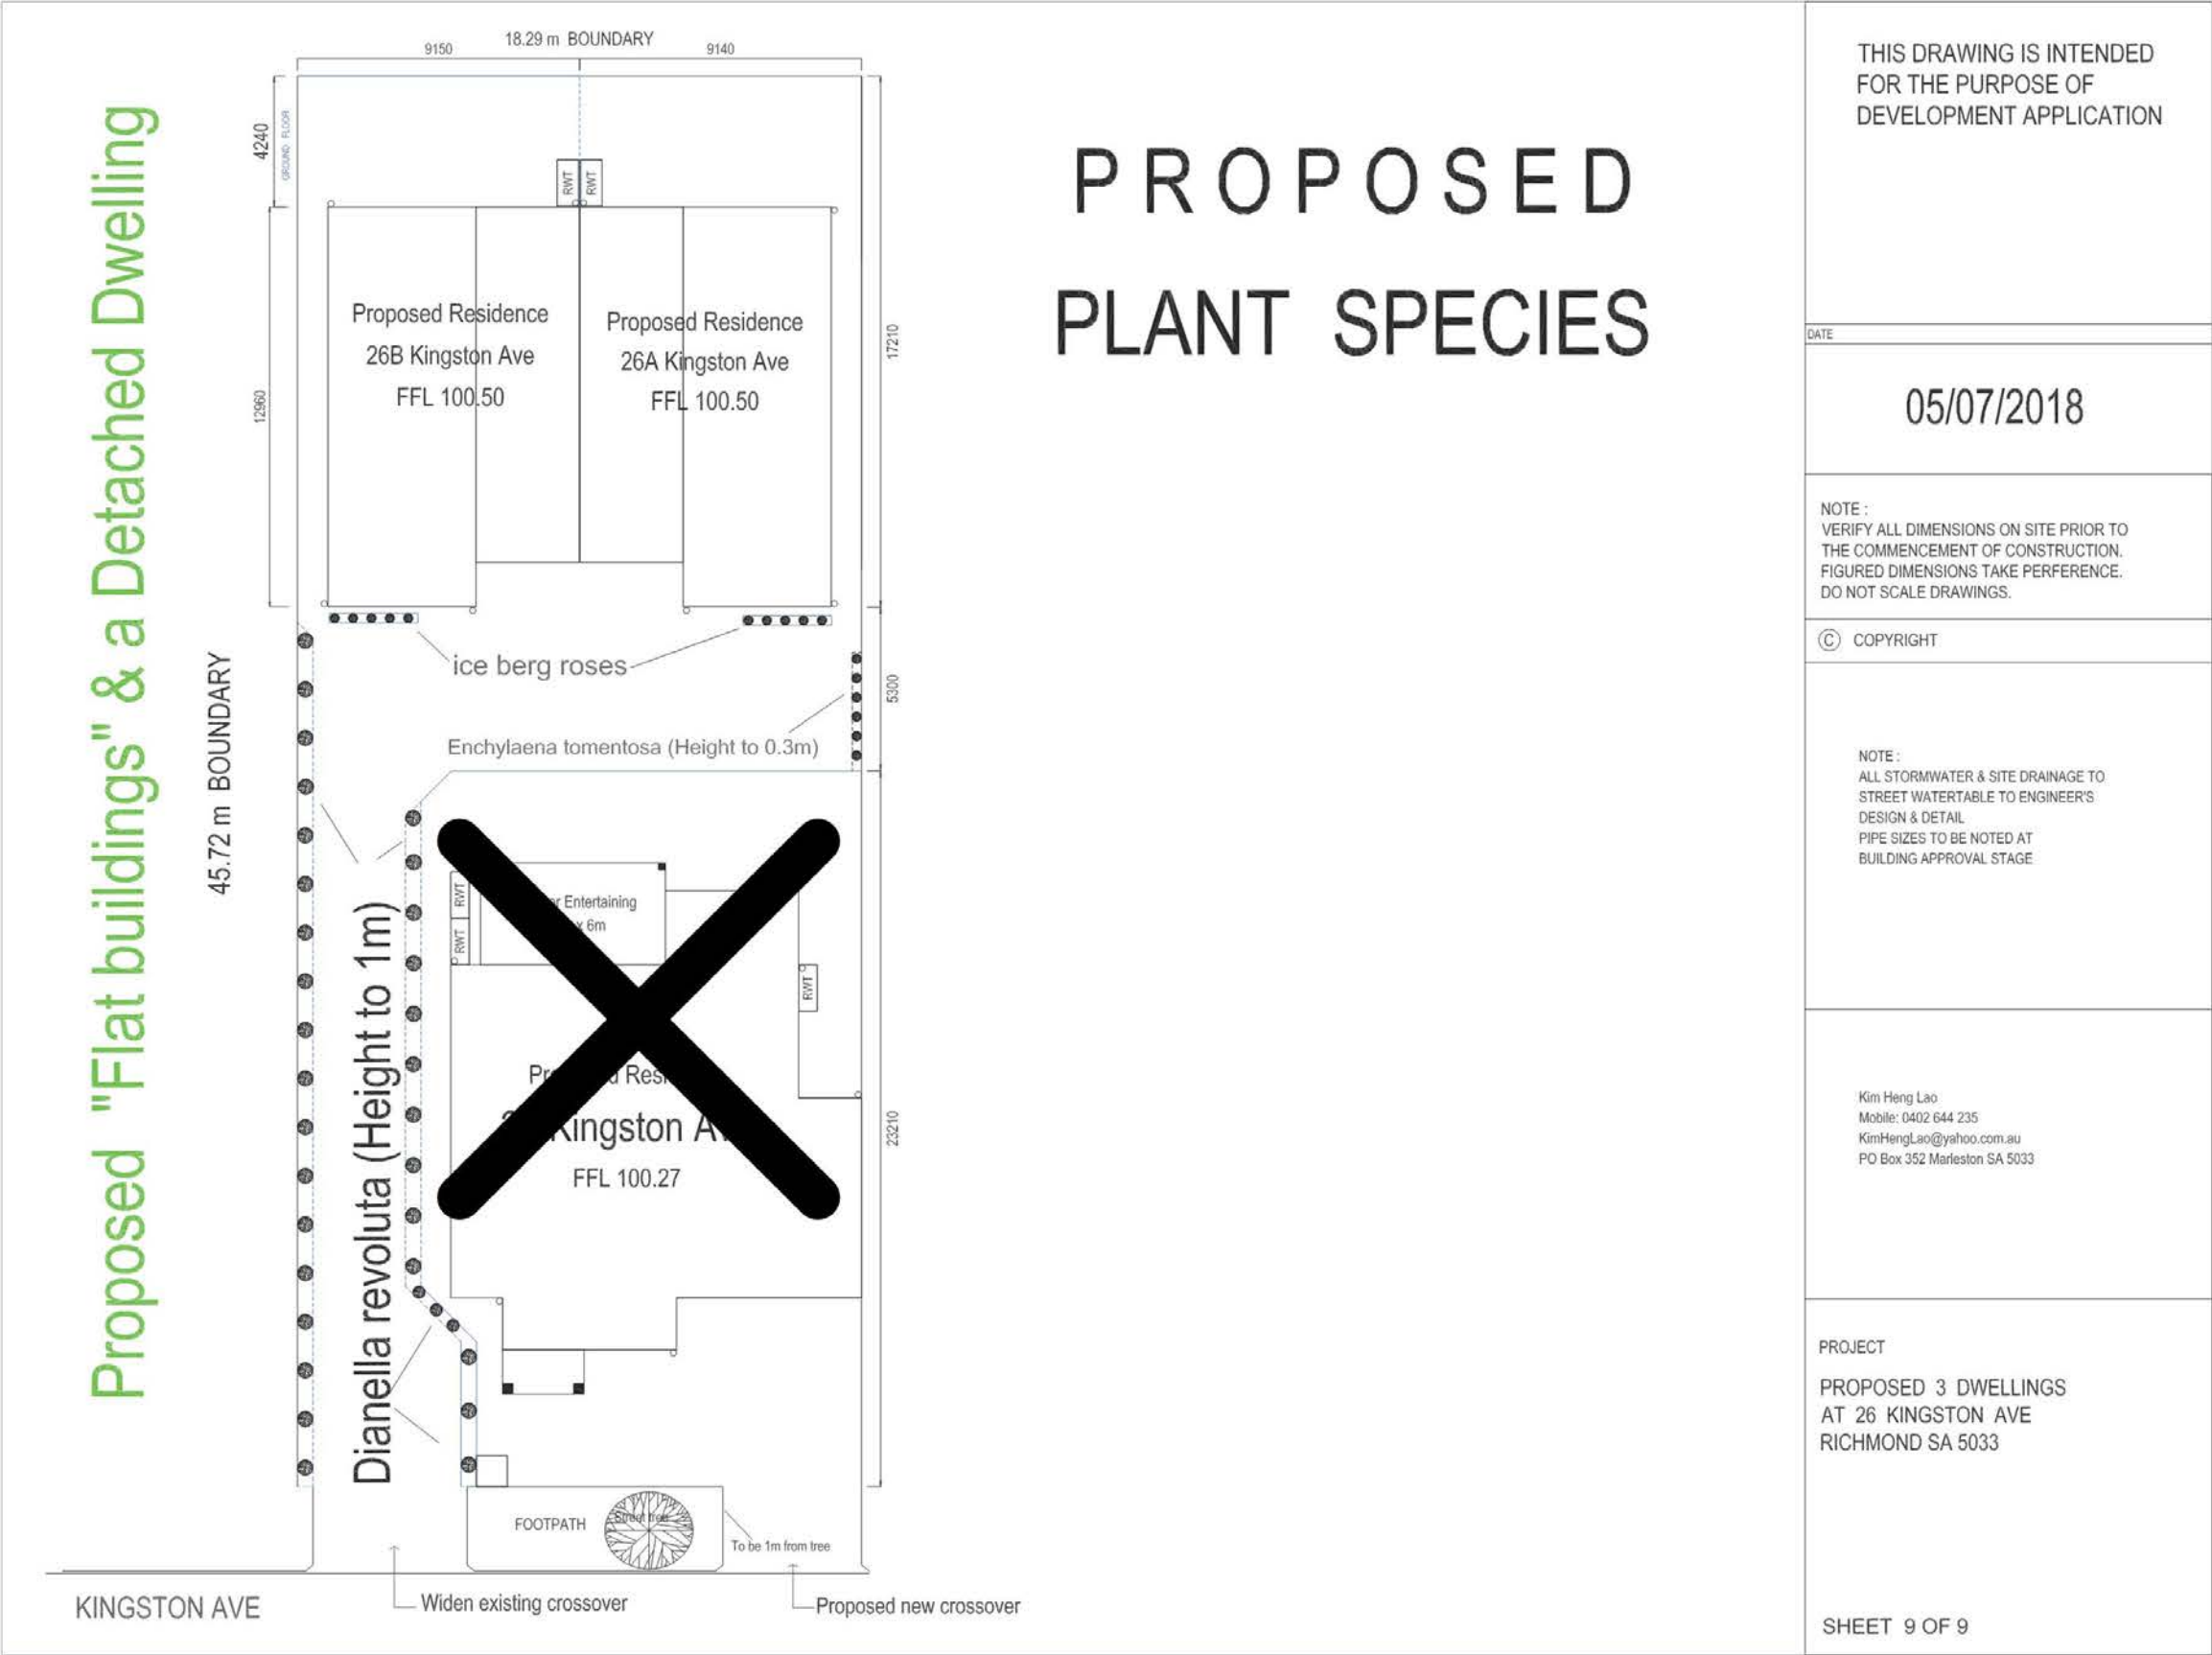 Proposed "Flat buildings" & a Detached Dwelling
18.29 m BOUNDARY
9150
9140
4240
GROUND FLOOR
RWT
RWT
Proposed Residence
26B Kingston Ave
FFL 100.50
Proposed Residence
26A Kingston Ave
FFL 100.50
12960
17210
45.72 m BOUNDARY
ice berg roses
5300
Enchylaena tomentosa (Height to 0.3m)
RWT
RWT
Entertaining
x 6m
RWT
Dianella revoluta (Height to 1m)
Kingston
FFL 100.27
23210
FOOTPATH
Street tree
To be 1m from tree
KINGSTON AVE
Widen existing crossover
Proposed new crossover
PROPOSED
PLANT SPECIES
THIS DRAWING IS INTENDED
FOR THE PURPOSE OF
DEVELOPMENT APPLICATION
DATE
05/07/2018
NOTE :
VERIFY ALL DIMENSIONS ON SITE PRIOR TO
THE COMMENCEMENT OF CONSTRUCTION.
FIGURED DIMENSIONS TAKE PERFERENCE.
DO NOT SCALE DRAWINGS.
© COPYRIGHT
NOTE :
ALL STORMWATER & SITE DRAINAGE TO
STREET WATERTABLE TO ENGINEER'S
DESIGN & DETAIL
PIPE SIZES TO BE NOTED AT
BUILDING APPROVAL STAGE
Kim Heng Lao
Mobile: 0402 644 235
KimHengLao@yahoo.com.au
PO Box 352 Marleston SA 5033
PROJECT
PROPOSED 3 DWELLINGS
AT 26 KINGSTON AVE
RICHMOND SA 5033
SHEET 9 OF 9